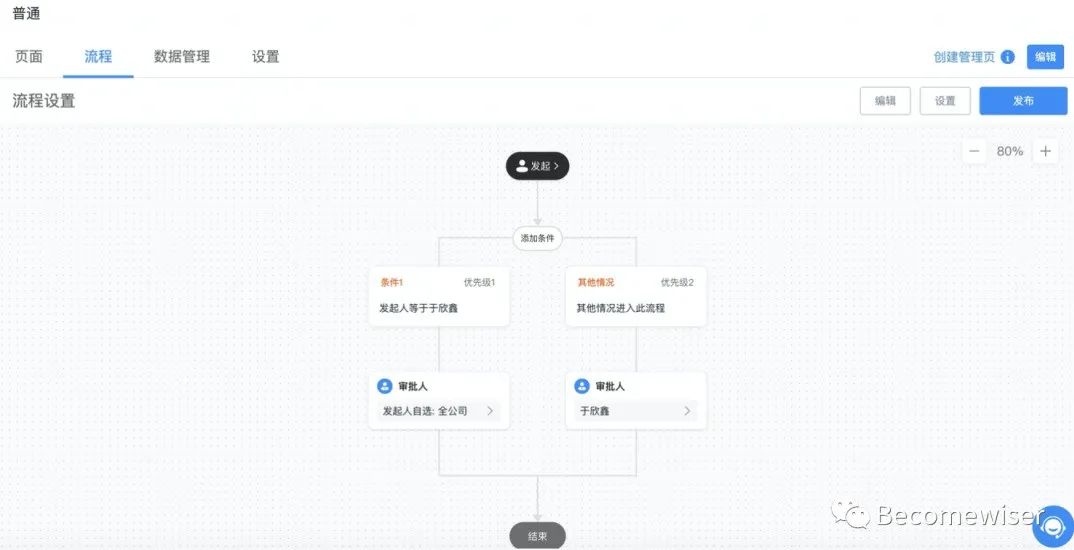 普通
页面 流程 数据管理 设置 创建管理页 编辑
流程设置 编辑 设置 发布
80%
发起
添加条件
条件1 优先级1 其他情况 优先级2
发起人等于于欣鑫 其他情况进入此流程
审批人 审批人
发起人自选: 全公司 于欣鑫
Becomewiser
结束